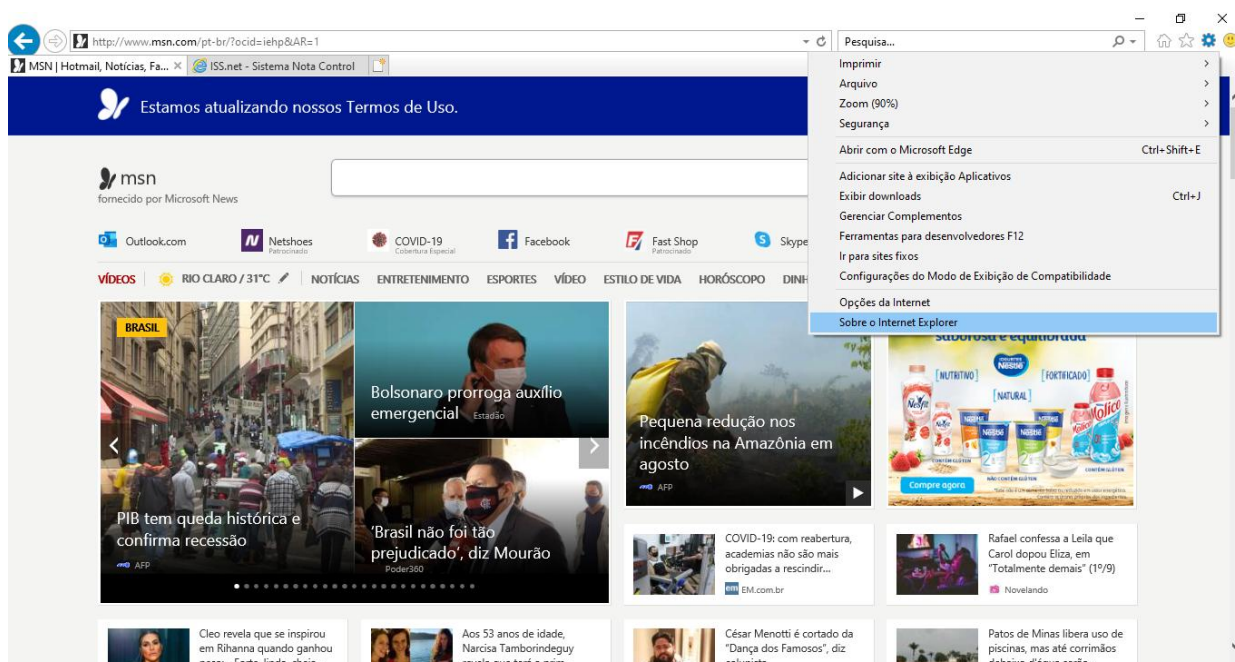 http://www.msn.com/pt-br/?ocid=iehp&AR=1
Pesquisa...
MSN | Hotmail, Notícias, Fa...
ISS.net - Sistema Nota Control
Imprimir
Arquivo
Zoom (90%)
Segurança
Abrir com o Microsoft Edge Ctrl+Shift+E
Adicionar site à exibição Aplicativos
Exibir downloads Ctrl+J
Gerenciar Complementos
Ferramentas para desenvolvedores F12
Ir para sites fixos
Configurações do Modo de Exibição de Compatibilidade
Opções da Internet
Sobre o Internet Explorer
Estamos atualizando nossos Termos de Uso.
msn
fornecido por Microsoft News
Outlook.com
Netshoes
Patrocinado
COVID-19
Cobertura Especial
Facebook
Fast Shop
Patrocinado
Skype
VÍDEOS
RIO CLARO / 31°C
NOTÍCIAS ENTRETENIMENTO ESPORTES VÍDEO ESTILO DE VIDA HORÓSCOPO DINH
BRASIL
PIB tem queda histórica e
confirma recessão
AFP
Bolsonaro prorroga auxílio
emergencial Estadão
'Brasil não foi tão
prejudicado', diz Mourão
Poder360
Pequena redução nos
incêndios na Amazônia em
agosto
AFP
saborosa e equilibrada
[NUTRITIVO]
Nestlé
[FORTIFICADO]
[NATURAL]
Molico
Compre agora
COVID-19: com reabertura,
academias não são mais
obrigadas a rescindir...
em EM.com.br
Rafael confessa a Leila que
Carol dopou Eliza, em
"Totalmente demais" (1º/9)
Novelando
Cleo revela que se inspirou
em Rihanna quando ganhou
Aos 53 anos de idade,
Narcisa Tamborindeguy
César Menotti é cortado da
"Dança dos Famosos", diz
colunista
Patos de Minas libera uso de
piscinas, mas até corrimãos